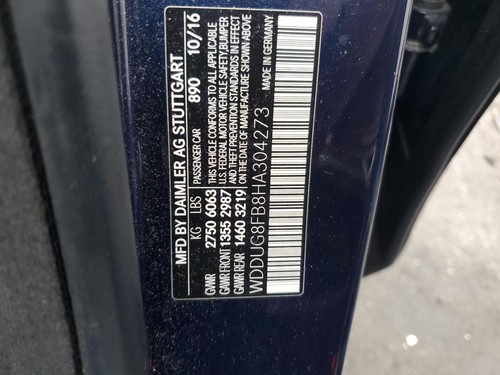 MFD BY DAIMLER AG STUTTGART
PASSENGER CAR 890 10/16
KG LBS
GVWR 2750 6063
GAWR FRONT 1355 2987
GAWR REAR 1460 3219
THIS VEHICLE CONFORMS TO ALL APPLICABLE
U.S. FEDERAL MOTOR VEHICLE SAFETY, BUMPER
AND THEFT PREVENTION STANDARDS IN EFFECT
ON THE DATE OF MANUFACTURE SHOWN ABOVE
WDDUG8FB8HA304273
MADE IN GERMANY